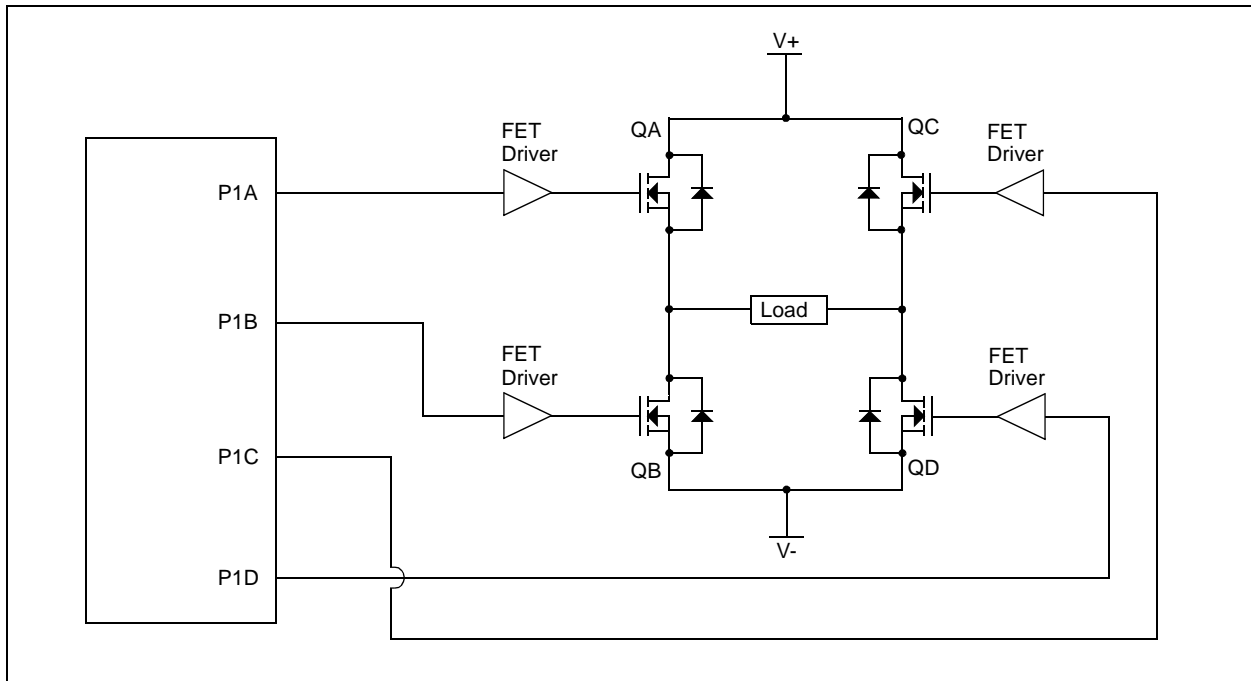 V+
FET
Driver
QA
QC
FET
Driver
P1A
P1B
Load
FET
Driver
FET
Driver
P1C
QB
QD
V-
P1D